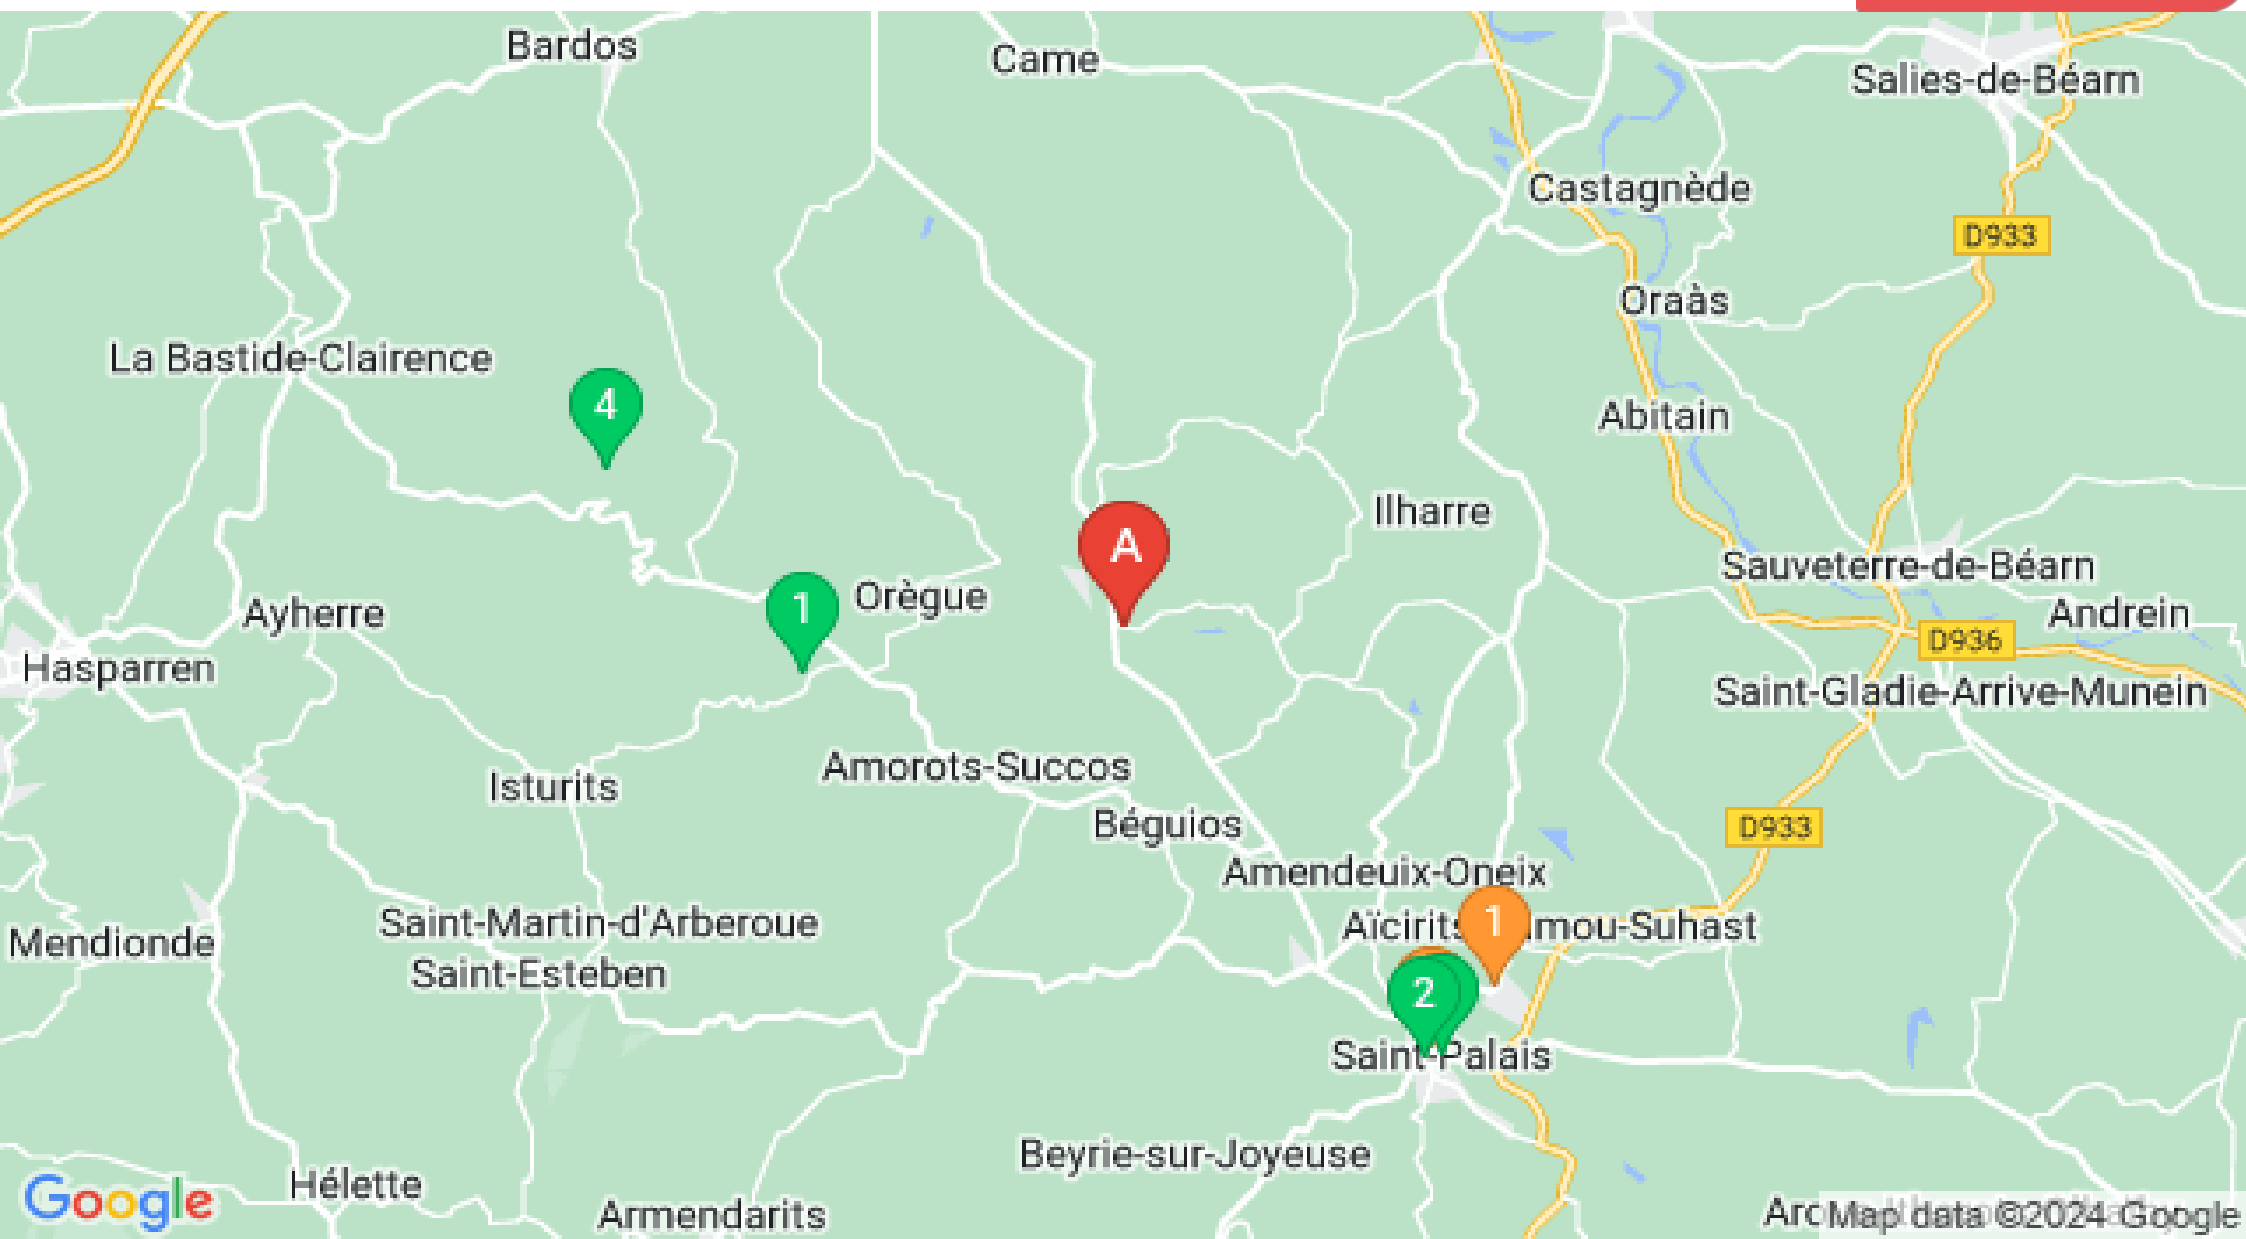 Bardos
Came
Salies-de-Béarn
Castagnède
D933
Oraàs
La Bastide-Clairence
4
Abitain
Ilharre
A
Sauveterre-de-Béarn
Orègue
1
Ayherre
Andrein
D936
Hasparren
Saint-Gladie-Arrive-Munein
Amorots-Succos
Isturits
Béguios
D933
Amendeuix-Oneix
Saint-Martin-d'Arberoue
1
Mendionde
Saint-Esteben
2
Saint-Palais
Beyrie-sur-Joyeuse
Hélette
Google
Armendarits
Map data ©2024 Google